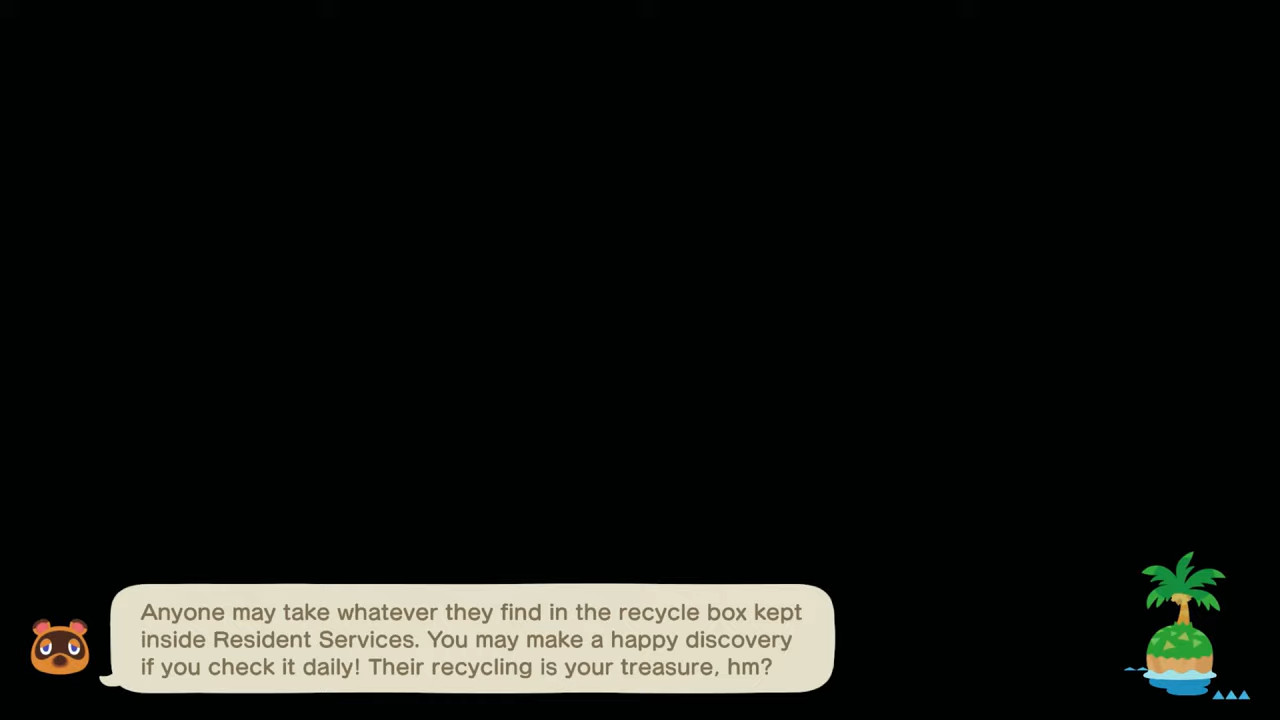 Anyone may take whatever they find in the recycle box kept
inside Resident Services. You may make a happy discovery
if you check it daily! Their recycling is your treasure, hm?